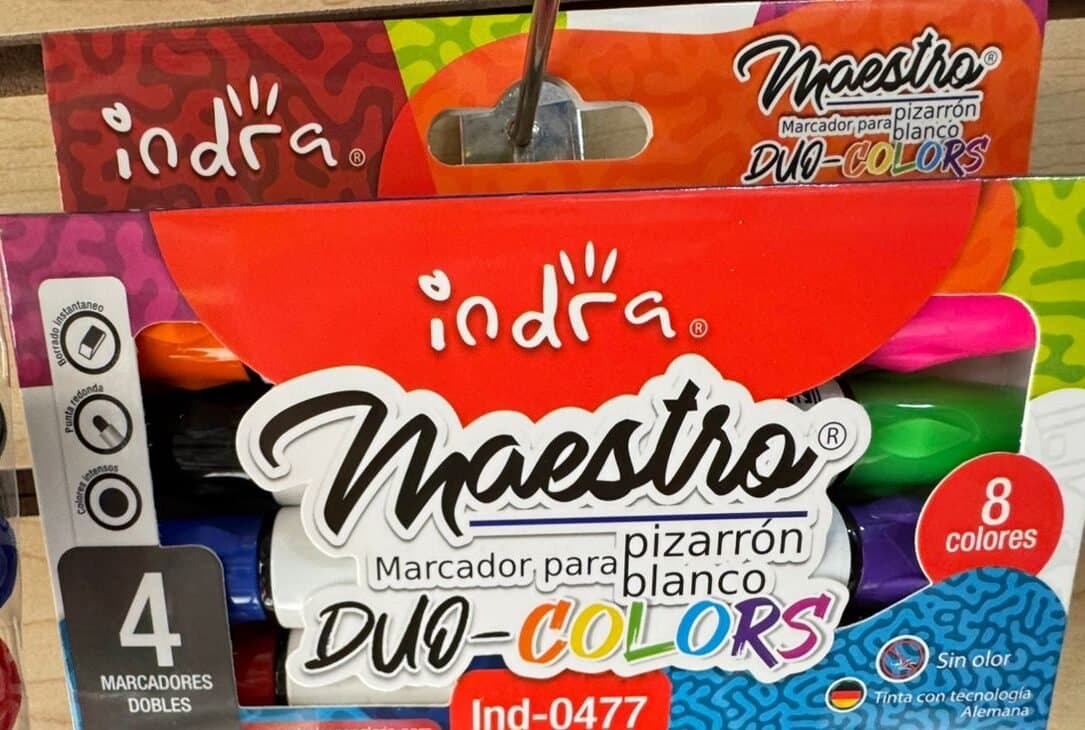 indra®
Maestro®
Marcador para pizarrón blanco
DUO-COLORS
indra®
Maestro®
Marcador para pizarrón blanco
DUO-COLORS
Borrado instantaneo
Punta redonda
Colores intensos
4
MARCADORES
DOBLES
8
colores
Sin olor
Tinta con tecnología
Alemana
Ind-0477